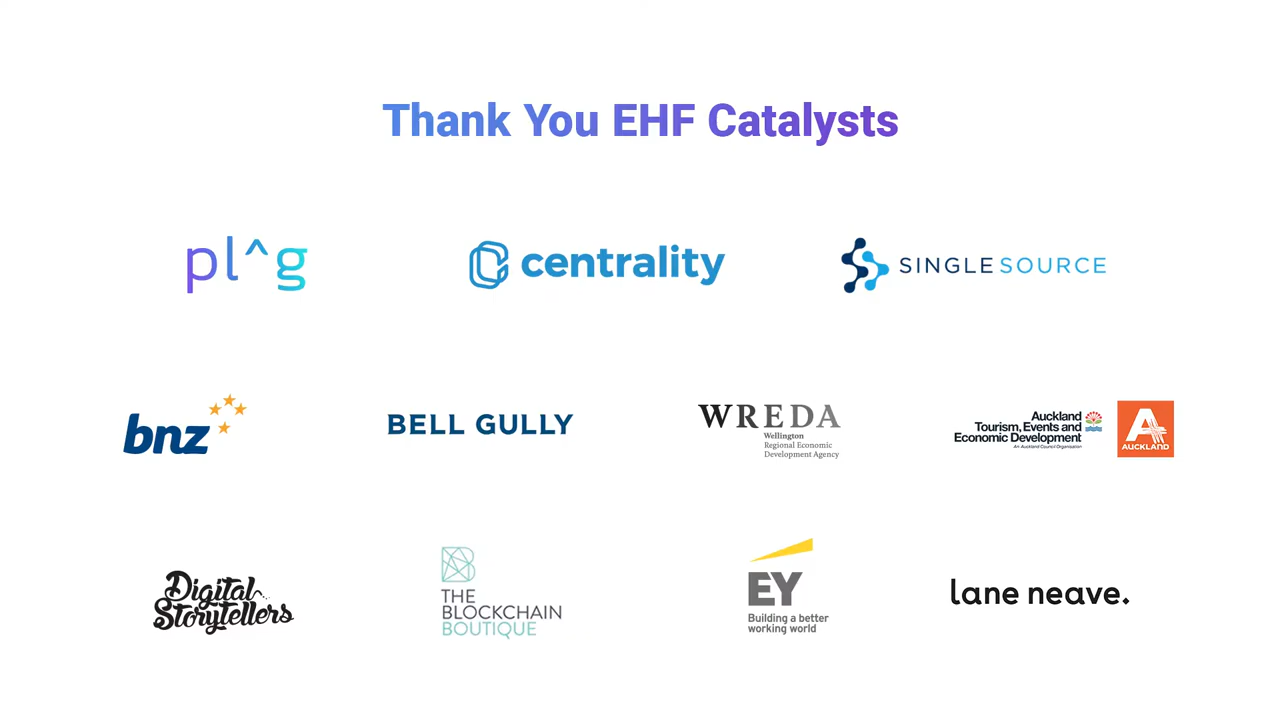 Thank You EHF Catalysts
pl^g
centrality
SINGLE SOURCE
bnz
BELL GULLY
WREDA
Wellington
Regional Economic
Development Agency
Auckland
Tourism, Events and
Economic Development
An Auckland Council Organisation
A
AUCKLAND
Digital
Storytellers
THE
BLOCKCHAIN
BOUTIQUE
EY
Building a better
working world
lane neave.